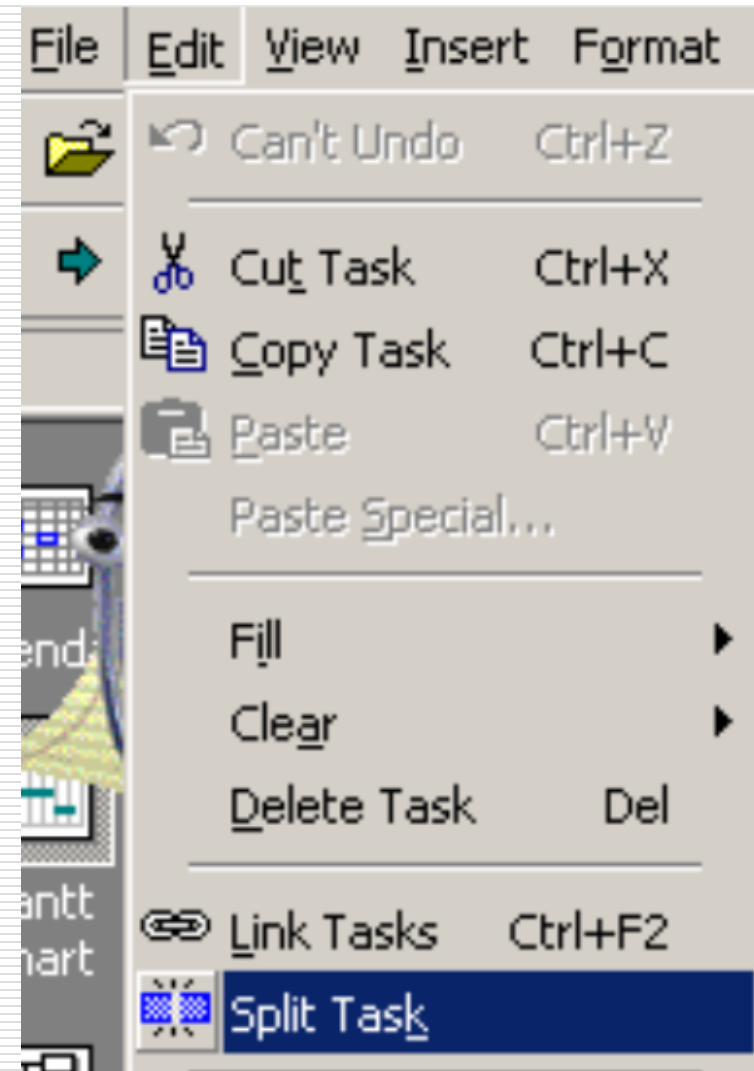 File Edit View Insert Format
Can't Undo Ctrl+Z
Cut Task Ctrl+X
Copy Task Ctrl+C
Paste Ctrl+V
Paste Special...
Fill
Clear
Delete Task Del
Link Tasks Ctrl+F2
Split Task